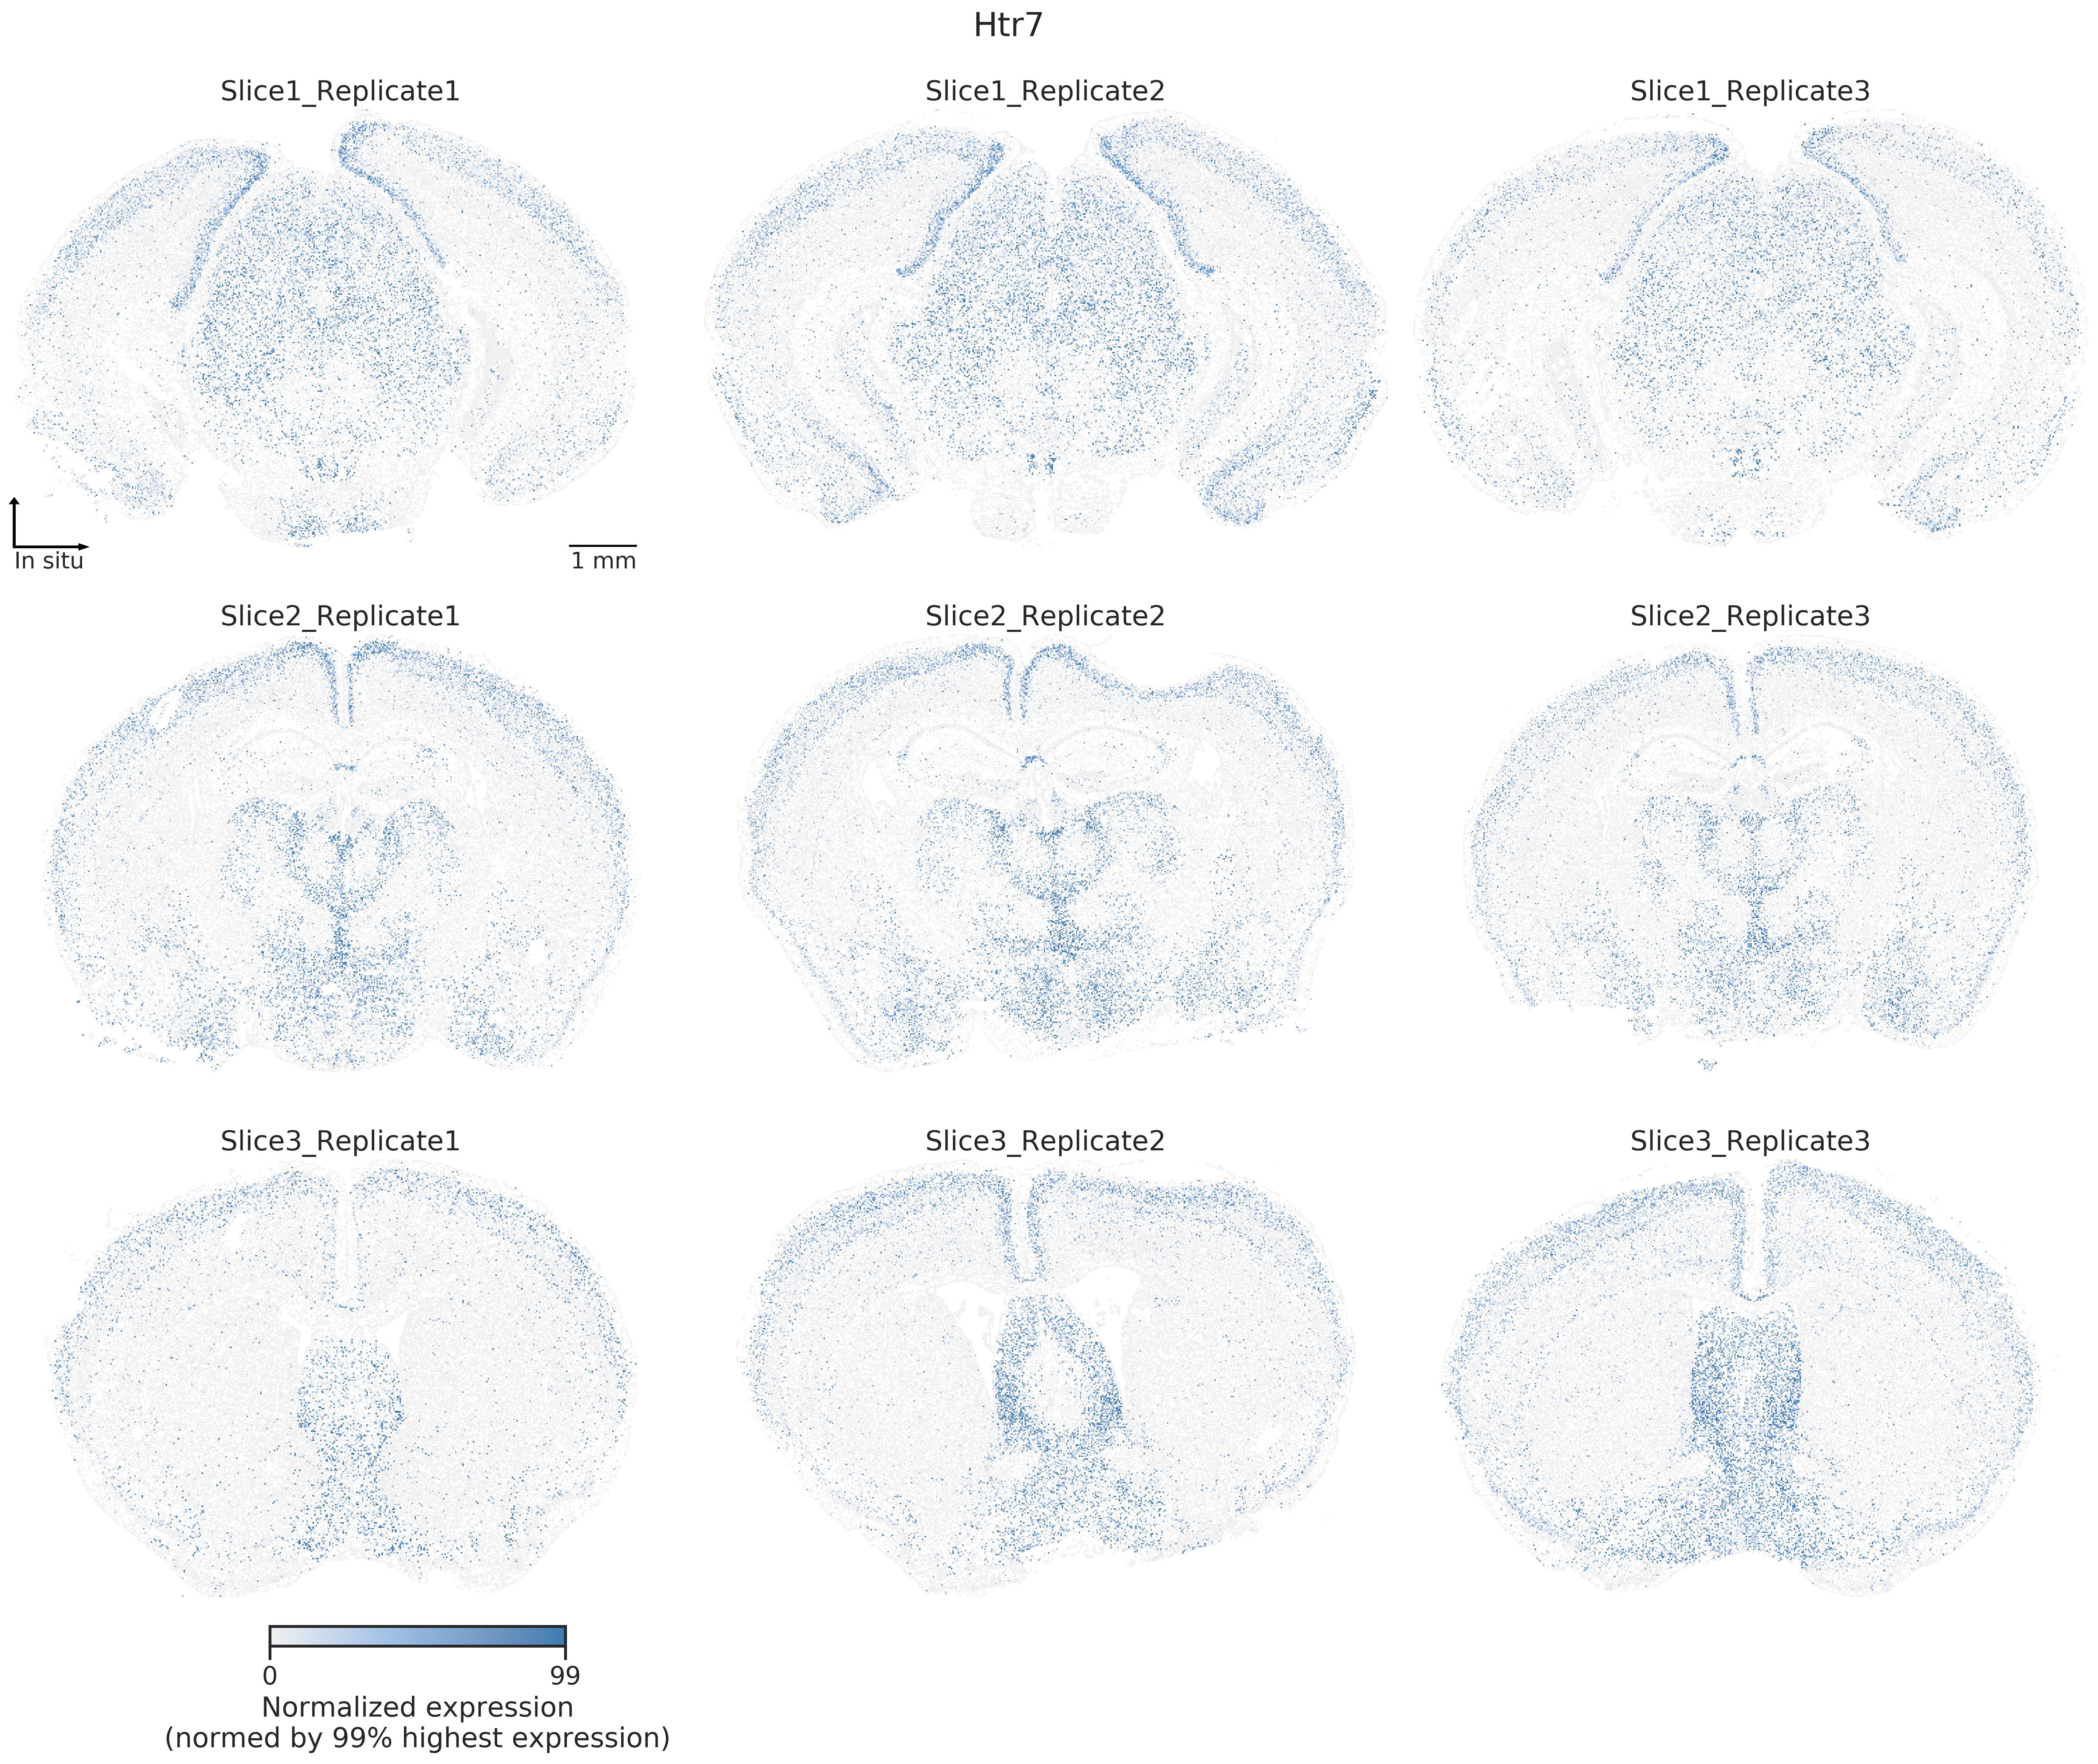 Htr7
Slice1_Replicate1
Slice1_Replicate2
Slice1_Replicate3
In situ
1 mm
Slice2_Replicate1
Slice2_Replicate2
Slice2_Replicate3
Slice3_Replicate1
Slice3_Replicate2
Slice3_Replicate3
0
99
Normalized expression
(normed by 99% highest expression)